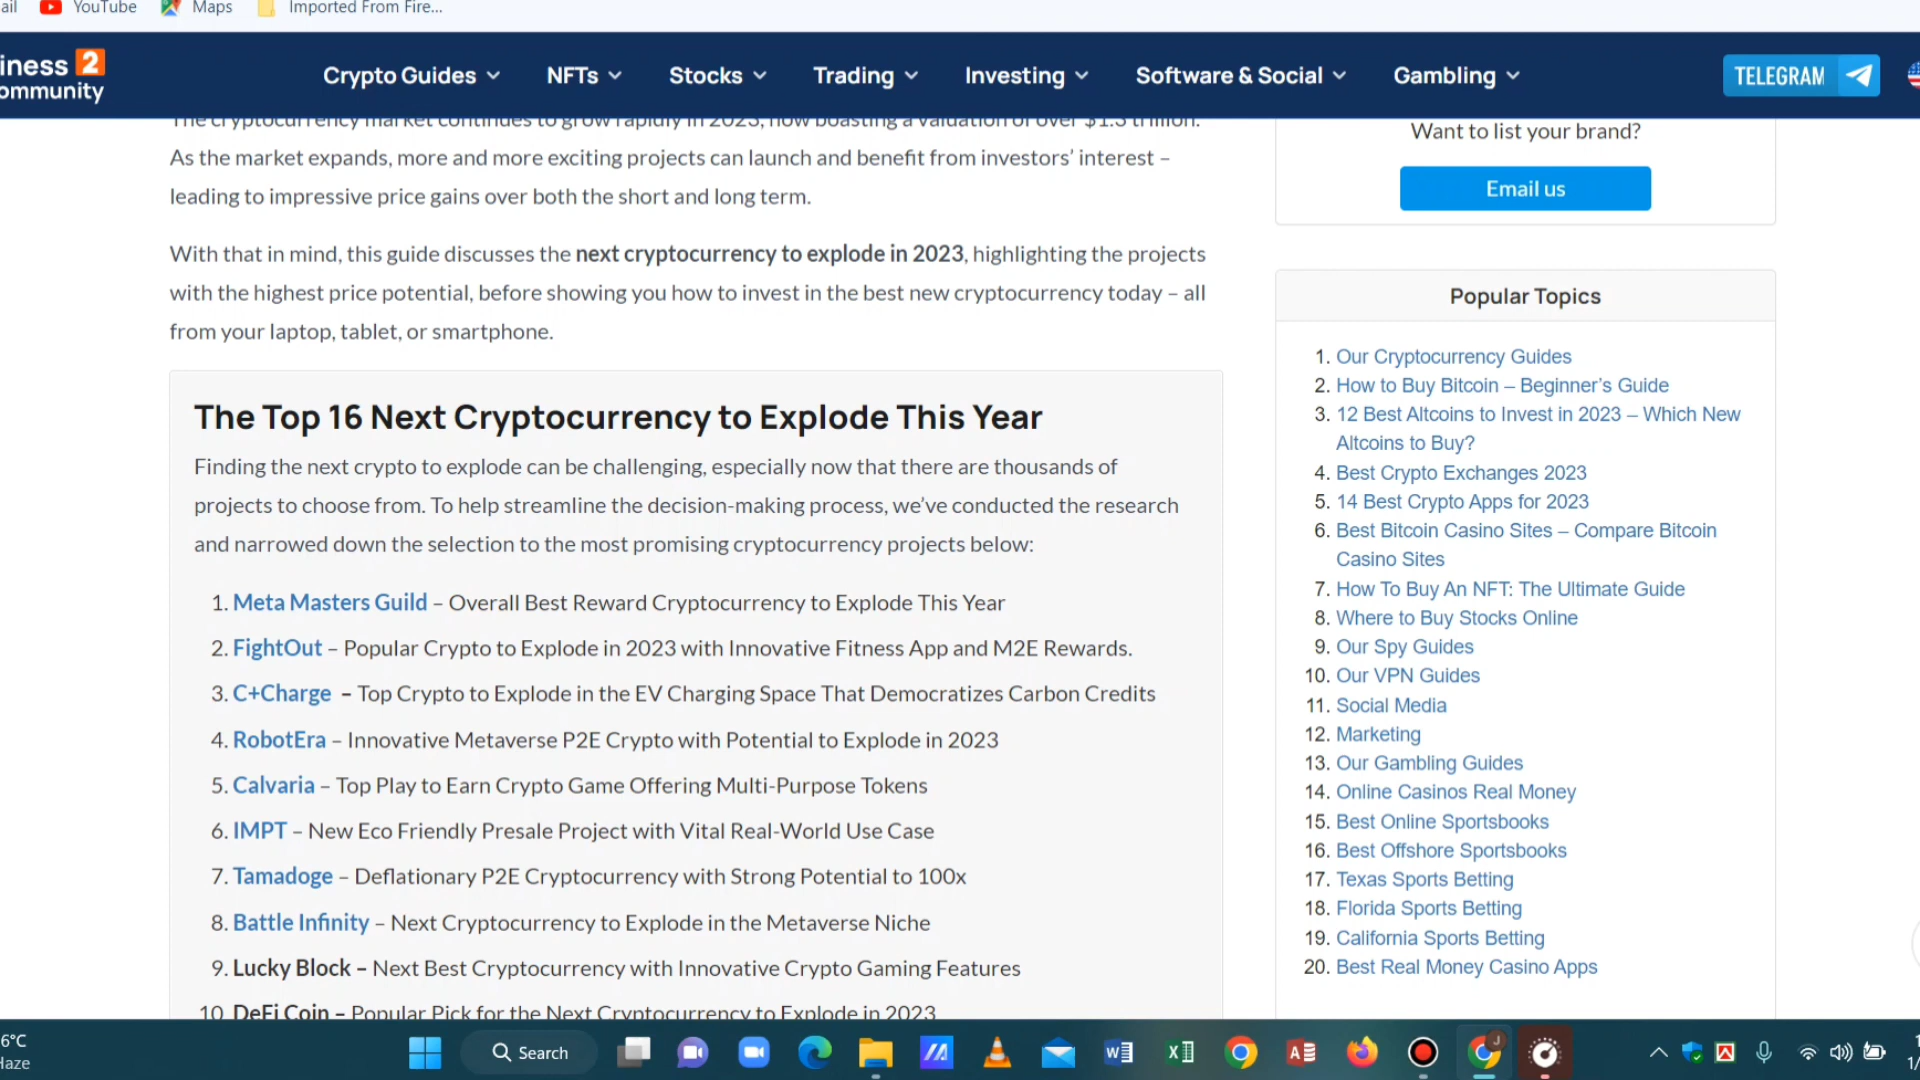 ail YouTube Maps Imported From Fire...
iness 2
ommunity
Crypto Guides NFTs Stocks Trading Investing Software & Social Gambling TELEGRAM
The cryptocurrency market continues to grow rapidly in 2023, now boasting a valuation of over $1.3 trillion.
As the market expands, more and more exciting projects can launch and benefit from investors’ interest –
leading to impressive price gains over both the short and long term.
With that in mind, this guide discusses the next cryptocurrency to explode in 2023, highlighting the projects
with the highest price potential, before showing you how to invest in the best new cryptocurrency today – all
from your laptop, tablet, or smartphone.
The Top 16 Next Cryptocurrency to Explode This Year
Finding the next crypto to explode can be challenging, especially now that there are thousands of
projects to choose from. To help streamline the decision-making process, we’ve conducted the research
and narrowed down the selection to the most promising cryptocurrency projects below:
1. Meta Masters Guild – Overall Best Reward Cryptocurrency to Explode This Year
2. FightOut – Popular Crypto to Explode in 2023 with Innovative Fitness App and M2E Rewards.
3. C+Charge – Top Crypto to Explode in the EV Charging Space That Democratizes Carbon Credits
4. RobotEra – Innovative Metaverse P2E Crypto with Potential to Explode in 2023
5. Calvaria – Top Play to Earn Crypto Game Offering Multi-Purpose Tokens
6. IMPT – New Eco Friendly Presale Project with Vital Real-World Use Case
7. Tamadoge – Deflationary P2E Cryptocurrency with Strong Potential to 100x
8. Battle Infinity – Next Cryptocurrency to Explode in the Metaverse Niche
9. Lucky Block – Next Best Cryptocurrency with Innovative Crypto Gaming Features
10. DeFi Coin – Popular Pick for the Next Cryptocurrency to Explode in 2023
Want to list your brand?
Email us
Popular Topics
1. Our Cryptocurrency Guides
2. How to Buy Bitcoin – Beginner’s Guide
3. 12 Best Altcoins to Invest in 2023 – Which New
Altcoins to Buy?
4. Best Crypto Exchanges 2023
5. 14 Best Crypto Apps for 2023
6. Best Bitcoin Casino Sites – Compare Bitcoin
Casino Sites
7. How To Buy An NFT: The Ultimate Guide
8. Where to Buy Stocks Online
9. Our Spy Guides
10. Our VPN Guides
11. Social Media
12. Marketing
13. Our Gambling Guides
14. Online Casinos Real Money
15. Best Online Sportsbooks
16. Best Offshore Sportsbooks
17. Texas Sports Betting
18. Florida Sports Betting
19. California Sports Betting
20. Best Real Money Casino Apps
6°C
Haze
Search